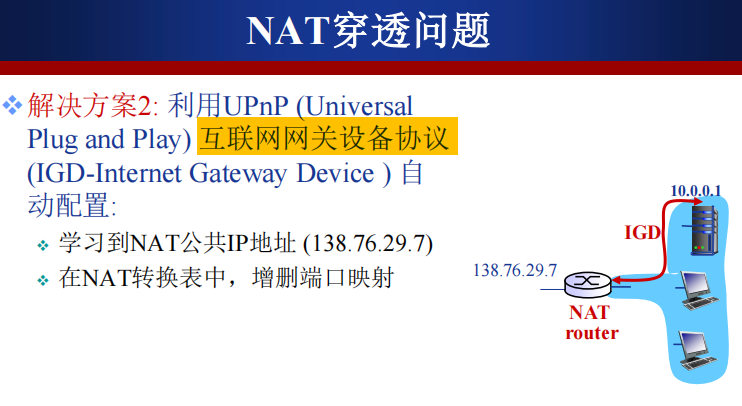 NAT穿透问题
解决方案2: 利用UPnP (Universal
Plug and Play) 互联网网关设备协议
(IGD-Internet Gateway Device ) 自
动配置:
学习到NAT公共IP地址 (138.76.29.7)
在NAT转换表中，增删端口映射
10.0.0.1
IGD
138.76.29.7
NAT
router